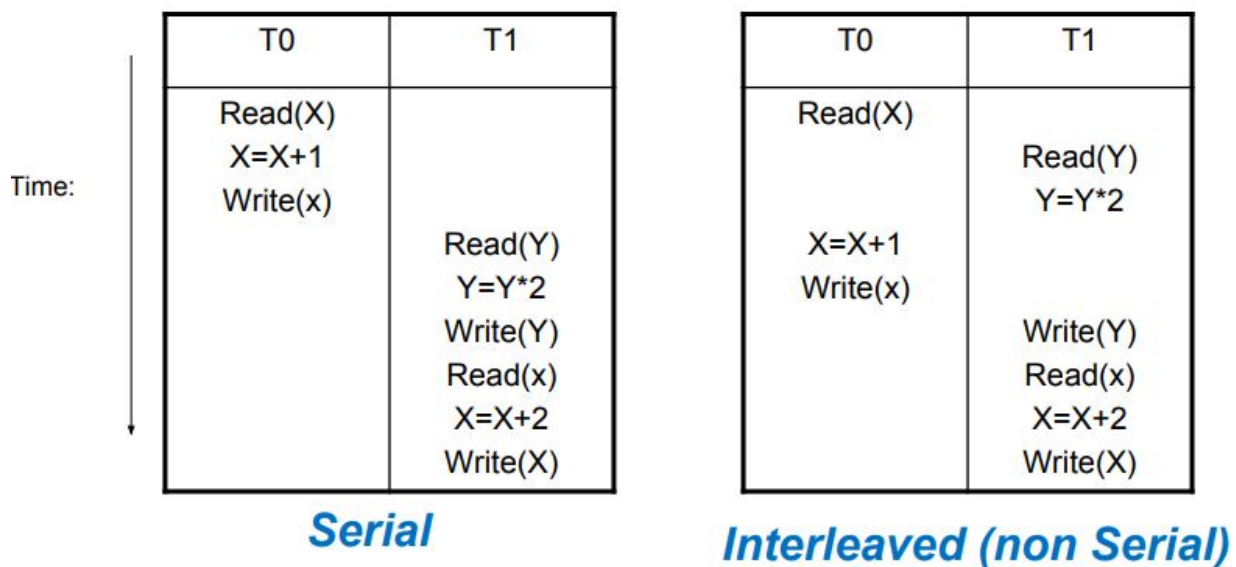 T0 T1 T0 T1
Read(X) Read(X)
X=X+1 Read(Y)
Time: Write(x) Y=Y*2
Read(Y) X=X+1
Y=Y*2 Write(x)
Write(Y) Write(Y)
Read(x) Read(x)
X=X+2 X=X+2
Write(X) Write(X)
Serial Interleaved (non Serial)